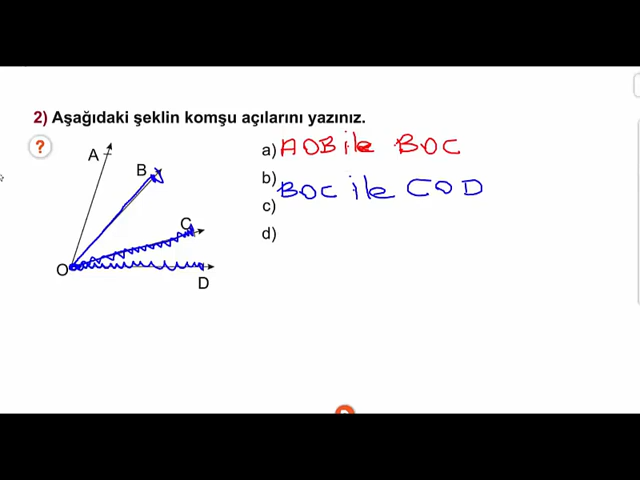 2) Aşağıdaki şeklin komşu açılarını yazınız.
?
A
B
C
O
D
a) AOB ile BOC
b) BOC ile COD
c)
d)